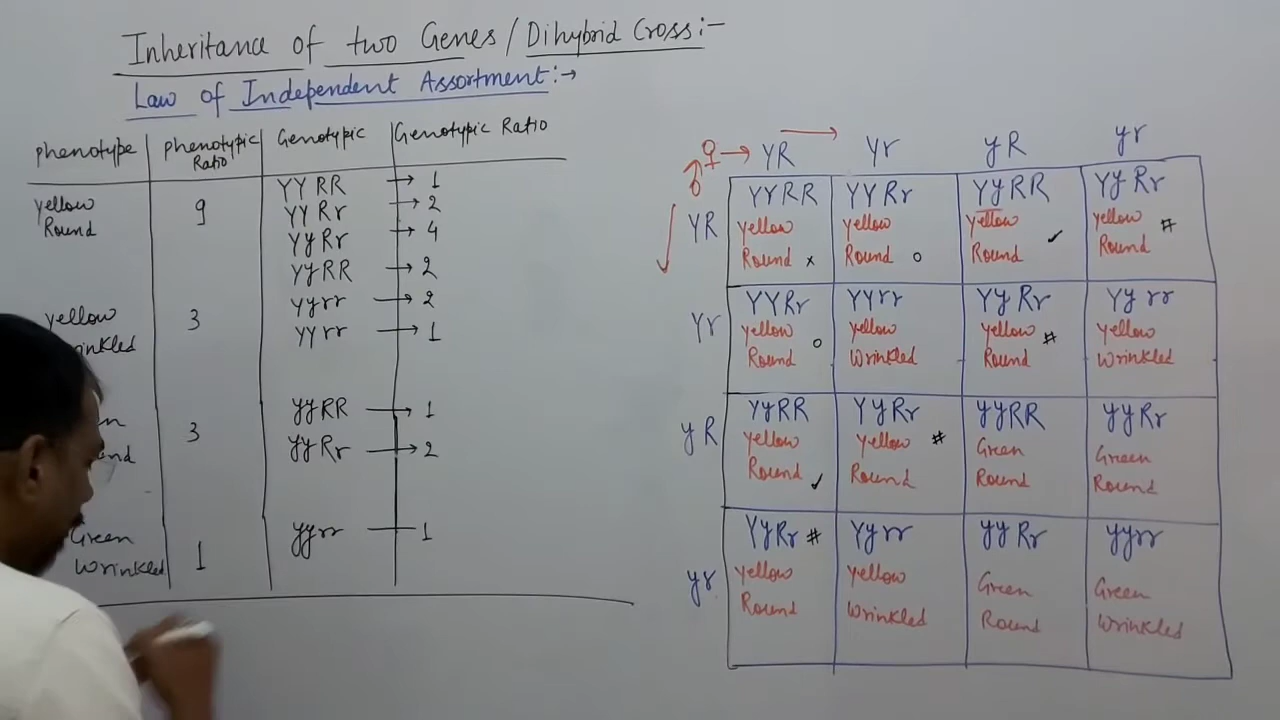 Inheritance of two Genes / Dihybrid Cross:-
Law of Independent Assortment:→
Phenotype Phenotypic Ratio Genotypic Genotypic Ratio
Yellow Round 9 YYRR → 1
YYRr → 2
YyRr → 4
YyRR → 2
Yellow 3 Yyrr → 2
YYrr → 1
3 yyRR → 1
yyRr → 2
Green Wrinkled 1 yyrr — 1
♀ → YR Yr yR yr
♂
YR YYRR YYRr YyRR YyRr
Yellow Yellow Yellow Yellow #
Round x Round o Round ✓ Round
Yr YYRr YYrr YyRr Yy rr
Yellow o Yellow Yellow # Yellow
Round Wrinkled Round Wrinkled
yR YyRR YyRr yyRR yyRr
Yellow Yellow # Green Green
Round ✓ Round Round Round
yr YyRr # Yyrr yyRr yyrr
Yellow Yellow Green Green
Round Wrinkled Round Wrinkled